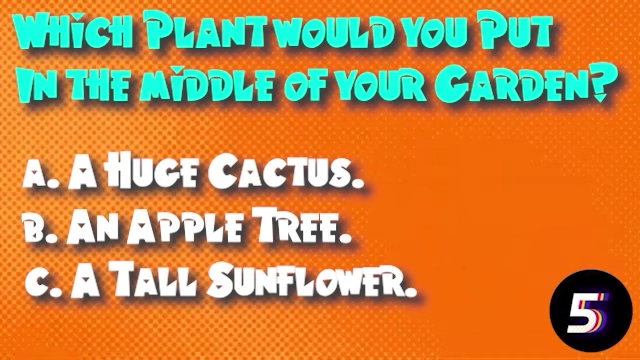 Which Plant would you Put
In the middle of your Garden?
a. A Huge Cactus.
b. An Apple Tree.
c. A Tall Sunflower.
5